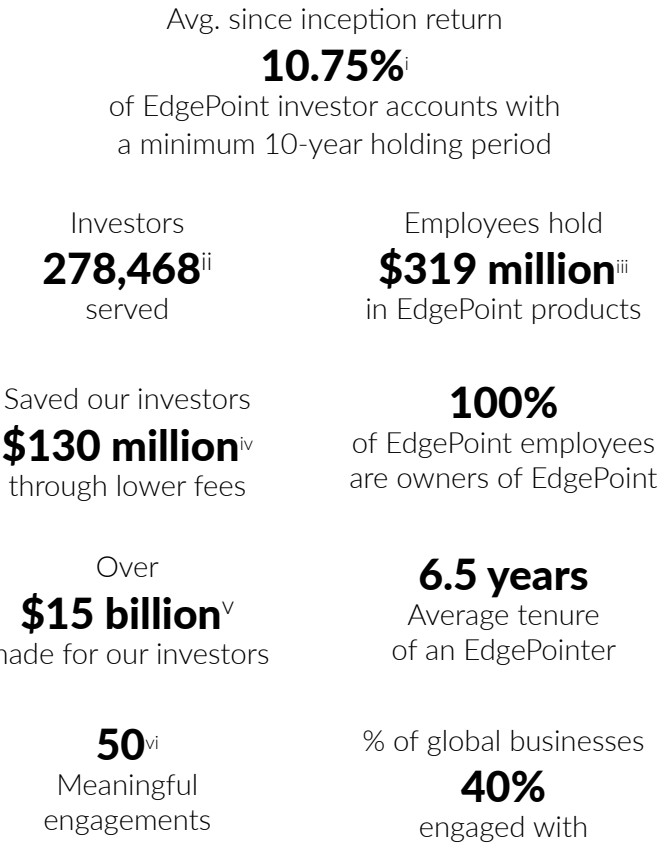 Avg. since inception return
10.75%i
of EdgePoint investor accounts with
a minimum 10-year holding period
Investors
278,468ii
served
Employees hold
$319 millioniii
in EdgePoint products
Saved our investors
$130 millioniv
through lower fees
100%
of EdgePoint employees
are owners of EdgePoint
Over
$15 billionv
for our investors
6.5 years
Average tenure
of an EdgePointer
50vi
Meaningful
engagements
% of global businesses
40%
engaged with